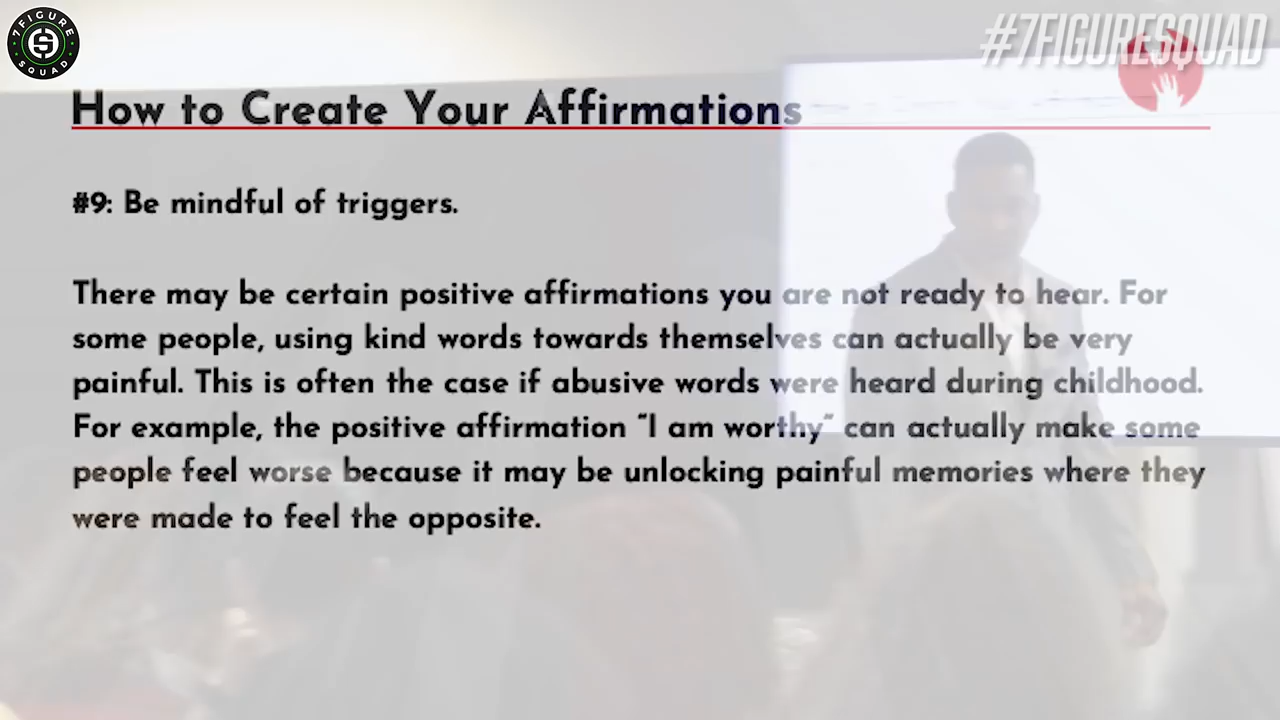 7 FIGURE
SQUAD
#7FIGURESQUAD
How to Create Your Affirmations
#9: Be mindful of triggers.
There may be certain positive affirmations you are not ready to hear. For
some people, using kind words towards themselves can actually be very
painful. This is often the case if abusive words were heard during childhood.
For example, the positive affirmation “I am worthy” can actually make some
people feel worse because it may be unlocking painful memories where they
were made to feel the opposite.